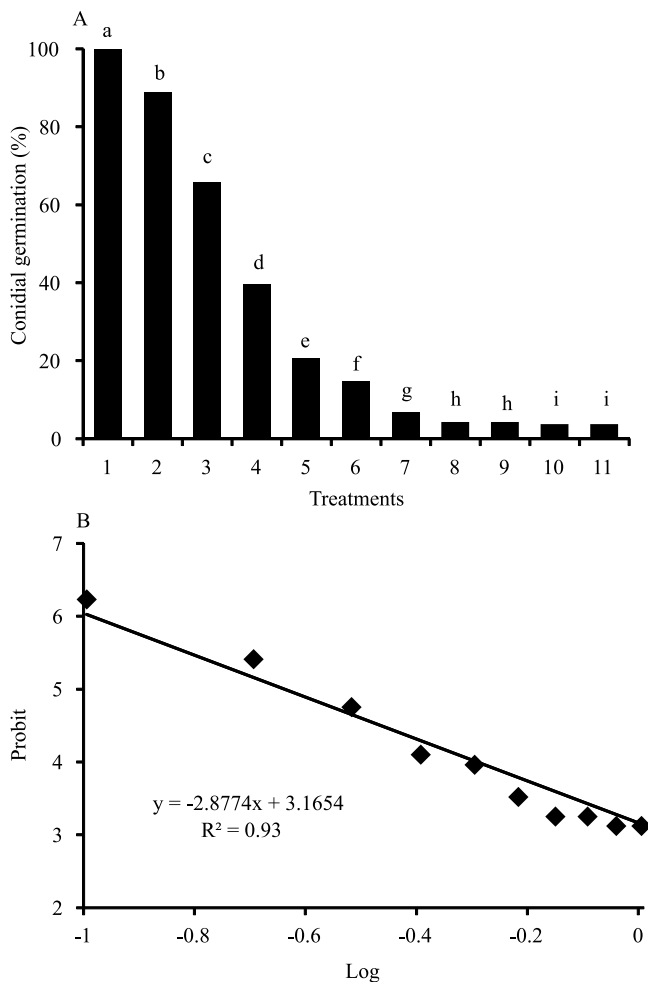 A
a
b
c
d
e
f
g
h
h
i
i
100
80
60
40
20
0
Conidial germination (%)
1 2 3 4 5 6 7 8 9 10 11
Treatments
B
7
6
5
4
3
2
Probit
y = -2.8774x + 3.1654
R² = 0.93
-1 -0.8 -0.6 -0.4 -0.2 0
Log